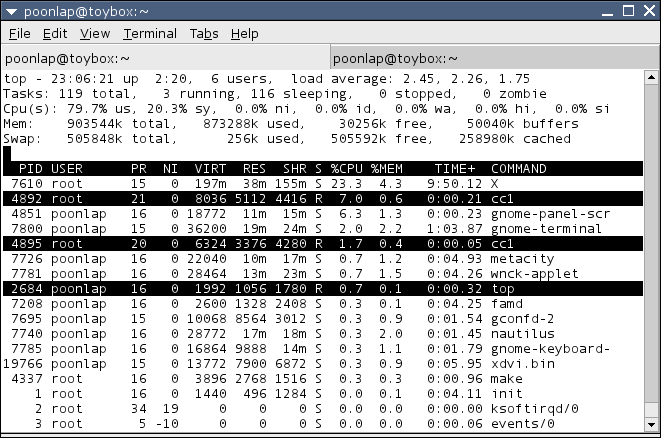 poonlap@toybox:~
File Edit View Terminal Tabs Help
poonlap@toybox:~ poonlap@toybox:~
top - 23:06:21 up  2:20,  6 users,  load average: 2.45, 2.26, 1.75
Tasks: 119 total,   3 running, 116 sleeping,   0 stopped,   0 zombie
Cpu(s): 79.7% us, 20.3% sy,  0.0% ni,  0.0% id,  0.0% wa,  0.0% hi,  0.0% si
Mem:    903544k total,   873288k used,    30256k free,    50040k buffers
Swap:   505848k total,      256k used,   505592k free,   258980k cached
PID USER      PR  NI  VIRT  RES  SHR S %CPU %MEM    TIME+  COMMAND
7610 root      15   0  197m  38m 155m S 23.3  4.3   9:50.12 X
4892 root      21   0  8036 5112 4416 R  7.0  0.6   0:00.21 cc1
4851 poonlap   16   0 18772  11m  15m S  6.3  1.3   0:00.23 gnome-panel-scr
7800 poonlap   15   0 36200  19m  24m S  2.0  2.2   1:03.87 gnome-terminal
4895 root      20   0  6324 3376 4280 R  1.7  0.4   0:00.05 cc1
7726 poonlap   16   0 22040  10m  17m S  0.7  1.2   0:04.93 metacity
7781 poonlap   16   0 28464  13m  23m S  0.7  1.5   0:04.26 wnck-applet
2684 poonlap   16   0  1992 1056 1780 R  0.7  0.1   0:00.32 top
7208 poonlap   16   0  2600 1328 2408 S  0.3  0.1   0:04.25 famd
7695 poonlap   15   0 10068 8564 3012 S  0.3  0.9   0:01.54 gconfd-2
7740 poonlap   16   0 28772  17m  18m S  0.3  2.0   0:01.45 nautilus
7785 poonlap   16   0 16864 9888  14m S  0.3  1.1   0:01.79 gnome-keyboard-
19766 poonlap   15   0 13772 7900 6872 S  0.3  0.9   0:05.95 xdvi.bin
4337 root      16   0  3896 2768 1516 S  0.3  0.3   0:00.96 make
1 root      16   0  1440  496 1284 S  0.0  0.1   0:04.11 init
2 root      34  19     0    0    0 S  0.0  0.0   0:00.00 ksoftirqd/0
3 root       5 -10     0    0    0 S  0.0  0.0   0:00.06 events/0